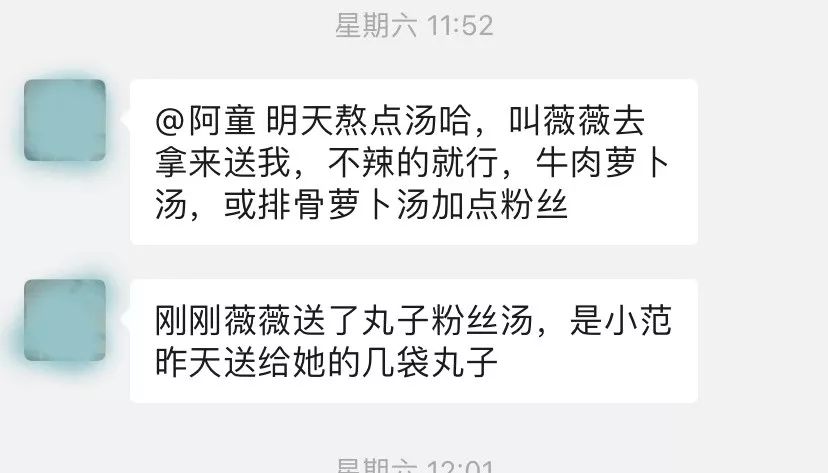 星期六 11:52
@阿童 明天熬点汤哈，叫薇薇去
拿来送我，不辣的就行，牛肉萝卜
汤，或排骨萝卜汤加点粉丝
刚刚薇薇送了丸子粉丝汤，是小范
昨天送给她的几袋丸子
星期六 12:01